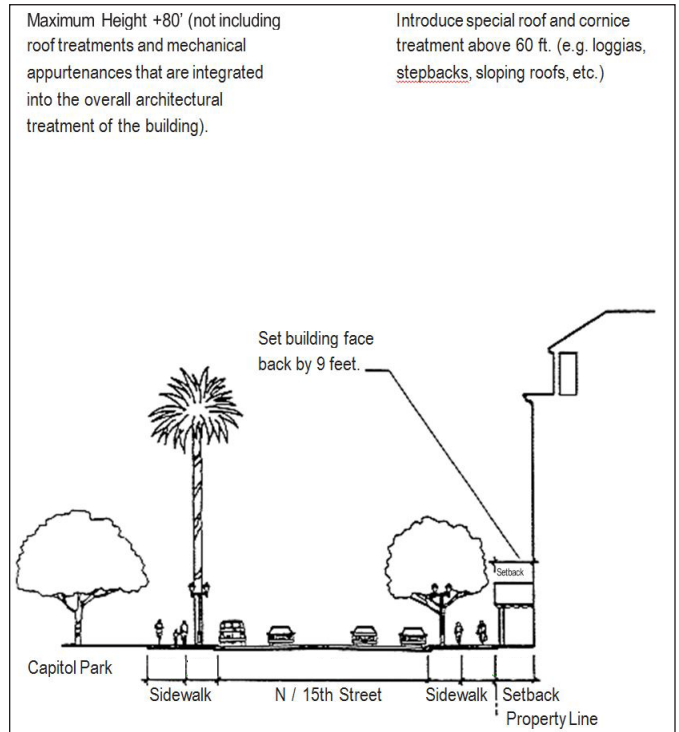 Maximum Height +80' (not including
roof treatments and mechanical
appurtenances that are integrated
into the overall architectural
treatment of the building).
Introduce special roof and cornice
treatment above 60 ft. (e.g. loggias,
stepbacks, sloping roofs, etc.)
Set building face
back by 9 feet.
Setback
Capitol Park
Sidewalk
N / 15th Street
Sidewalk
Setback
Property Line